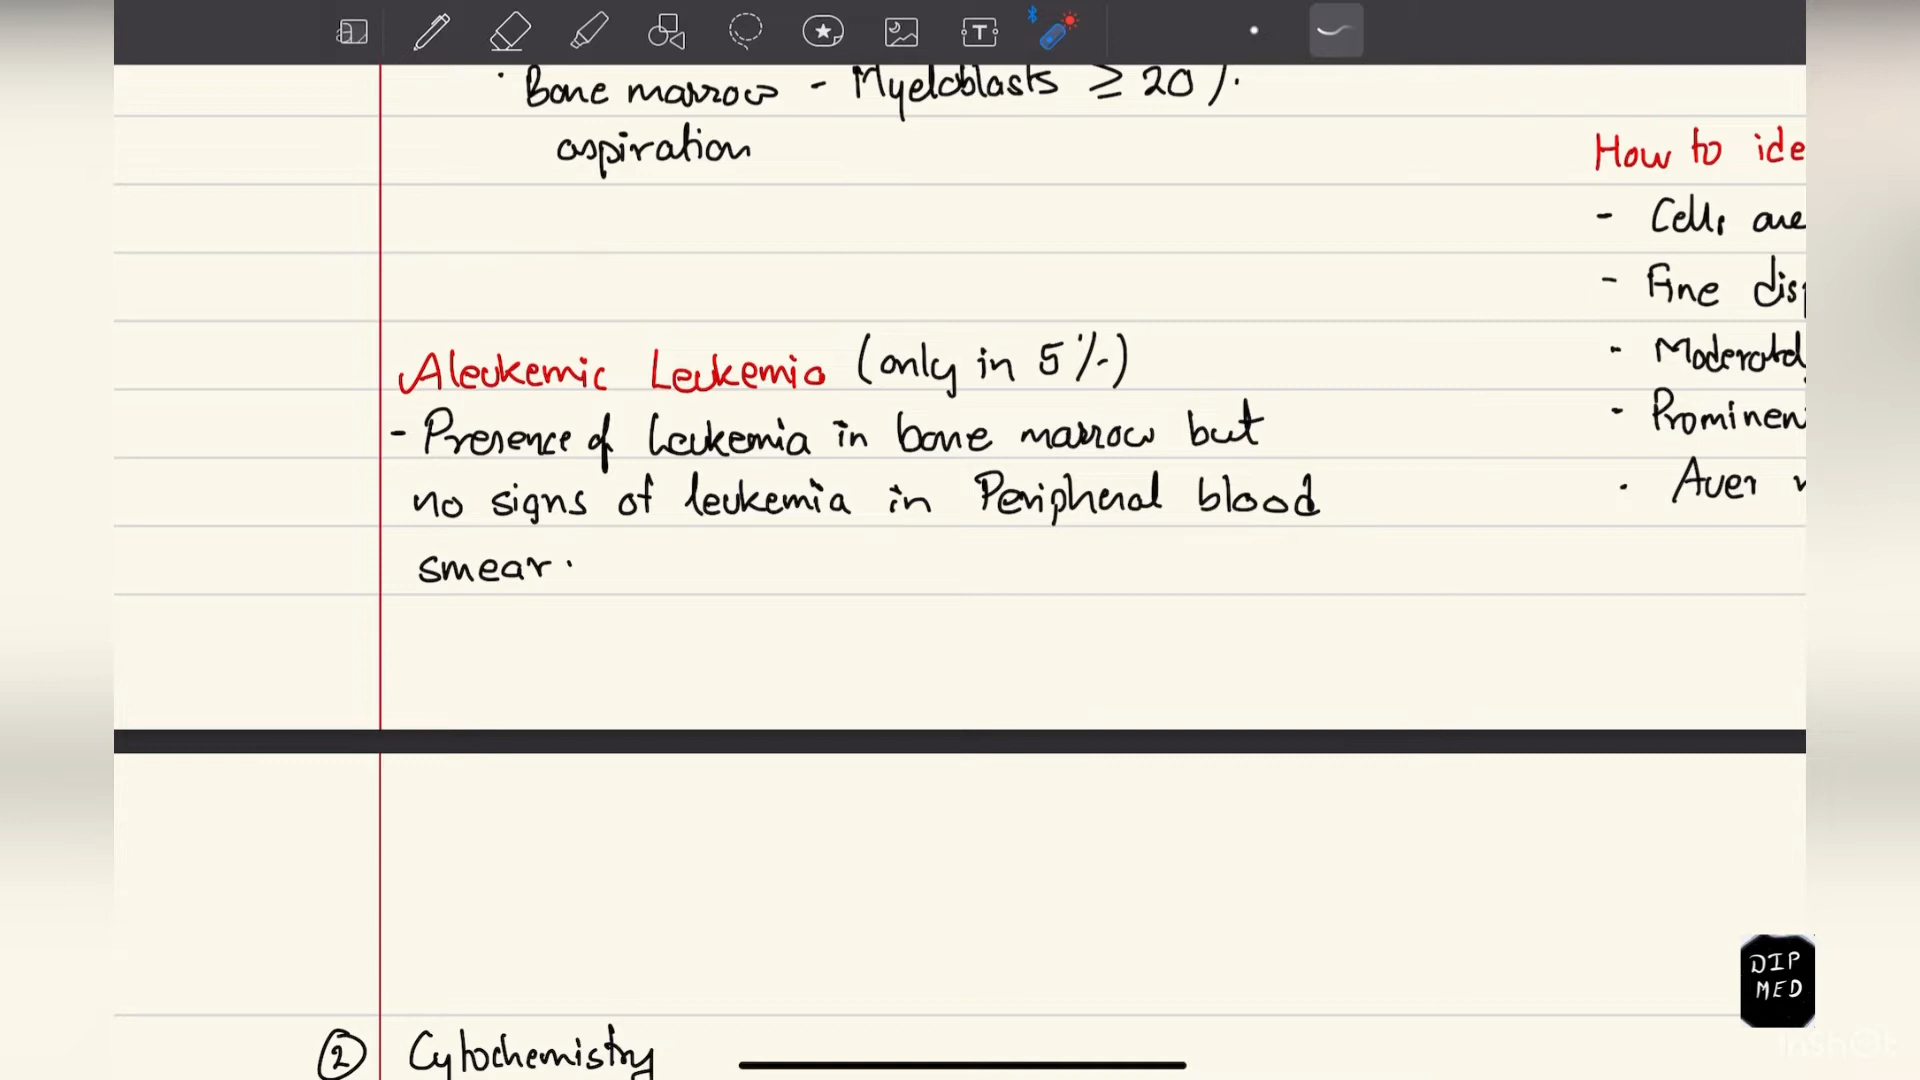 · Bone marrow - Myeloblasts ≥ 20 %.
aspiration
Aleukemic Leukemia (only in 5 %)
- Presence of Leukemia in bone marrow but
no signs of leukemia in Peripheral blood
smear.
② Cytochemistry
How to ide
- Cells are
- Fine dis
- Moderately
- Prominen
. Auer
DIP
MED
InShot